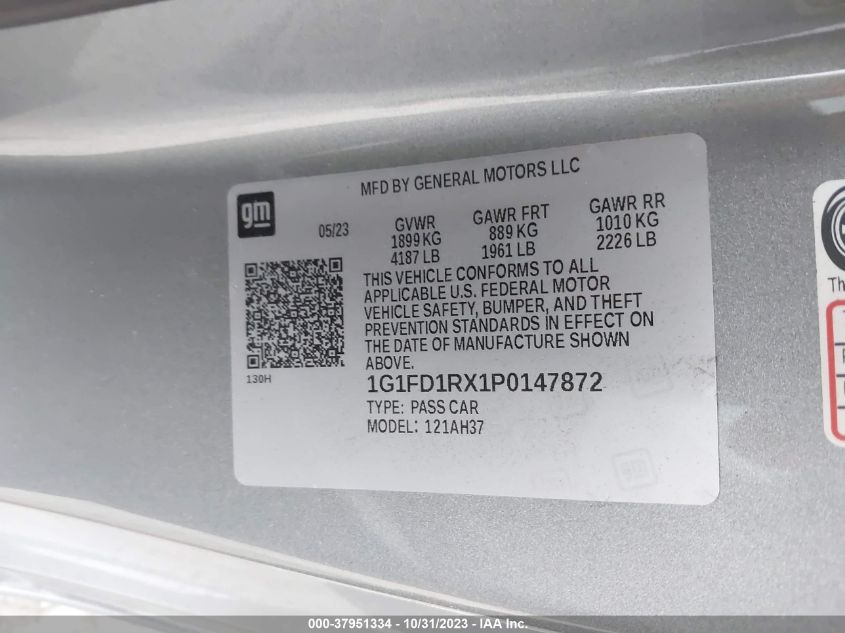 MFD BY GENERAL MOTORS LLC
gm
05/23
GVWR
1899 KG
4187 LB
GAWR FRT
889 KG
1961 LB
GAWR RR
1010 KG
2226 LB
THIS VEHICLE CONFORMS TO ALL
APPLICABLE U.S. FEDERAL MOTOR
VEHICLE SAFETY, BUMPER, AND THEFT
PREVENTION STANDARDS IN EFFECT ON
THE DATE OF MANUFACTURE SHOWN
ABOVE.
130H
1G1FD1RX1P0147872
TYPE: PASS CAR
MODEL: 121AH37
gm
000-37951334 - 10/31/2023 - IAA Inc.